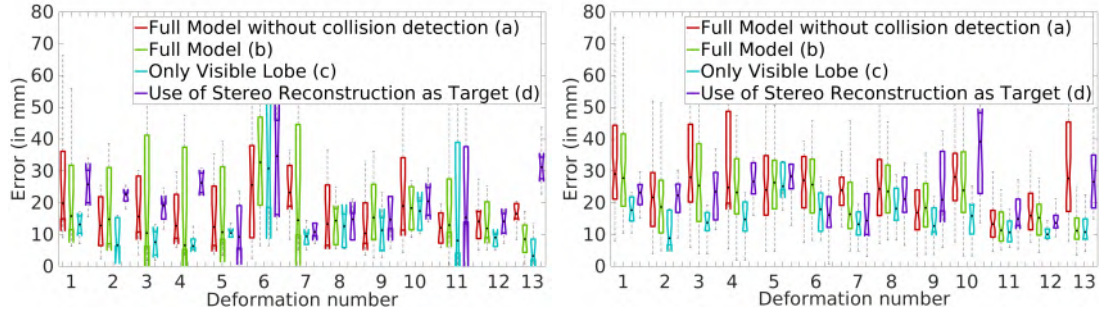 80
70
60
50
40
30
20
10
0
Error (in mm)
Full Model without collision detection (a)
Full Model (b)
Only Visible Lobe (c)
Use of Stereo Reconstruction as Target (d)
1 2 3 4 5 6 7 8 9 10 11 12 13
Deformation number
80
70
60
50
40
30
20
10
0
Error (in mm)
Full Model without collision detection (a)
Full Model (b)
Only Visible Lobe (c)
Use of Stereo Reconstruction as Target (d)
1 2 3 4 5 6 7 8 9 10 11 12 13
Deformation number